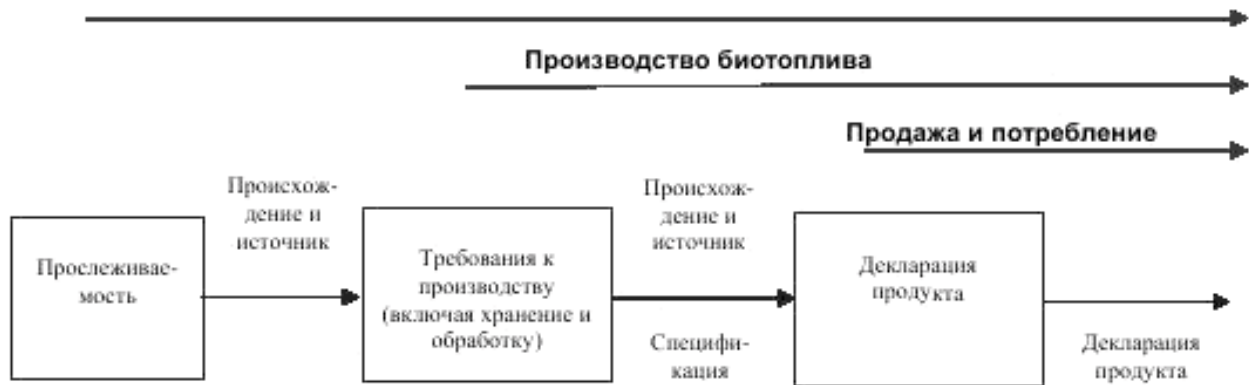 Производство биотоплива
Продажа и потребление
Происхож-
дение и
источник
Происхож-
дение и
источник
Прослеживае-
мость
Требования к
производству
(включая хранение и
обработку)
Декларация
продукта
Специфи-
кация
Декларация
продукта